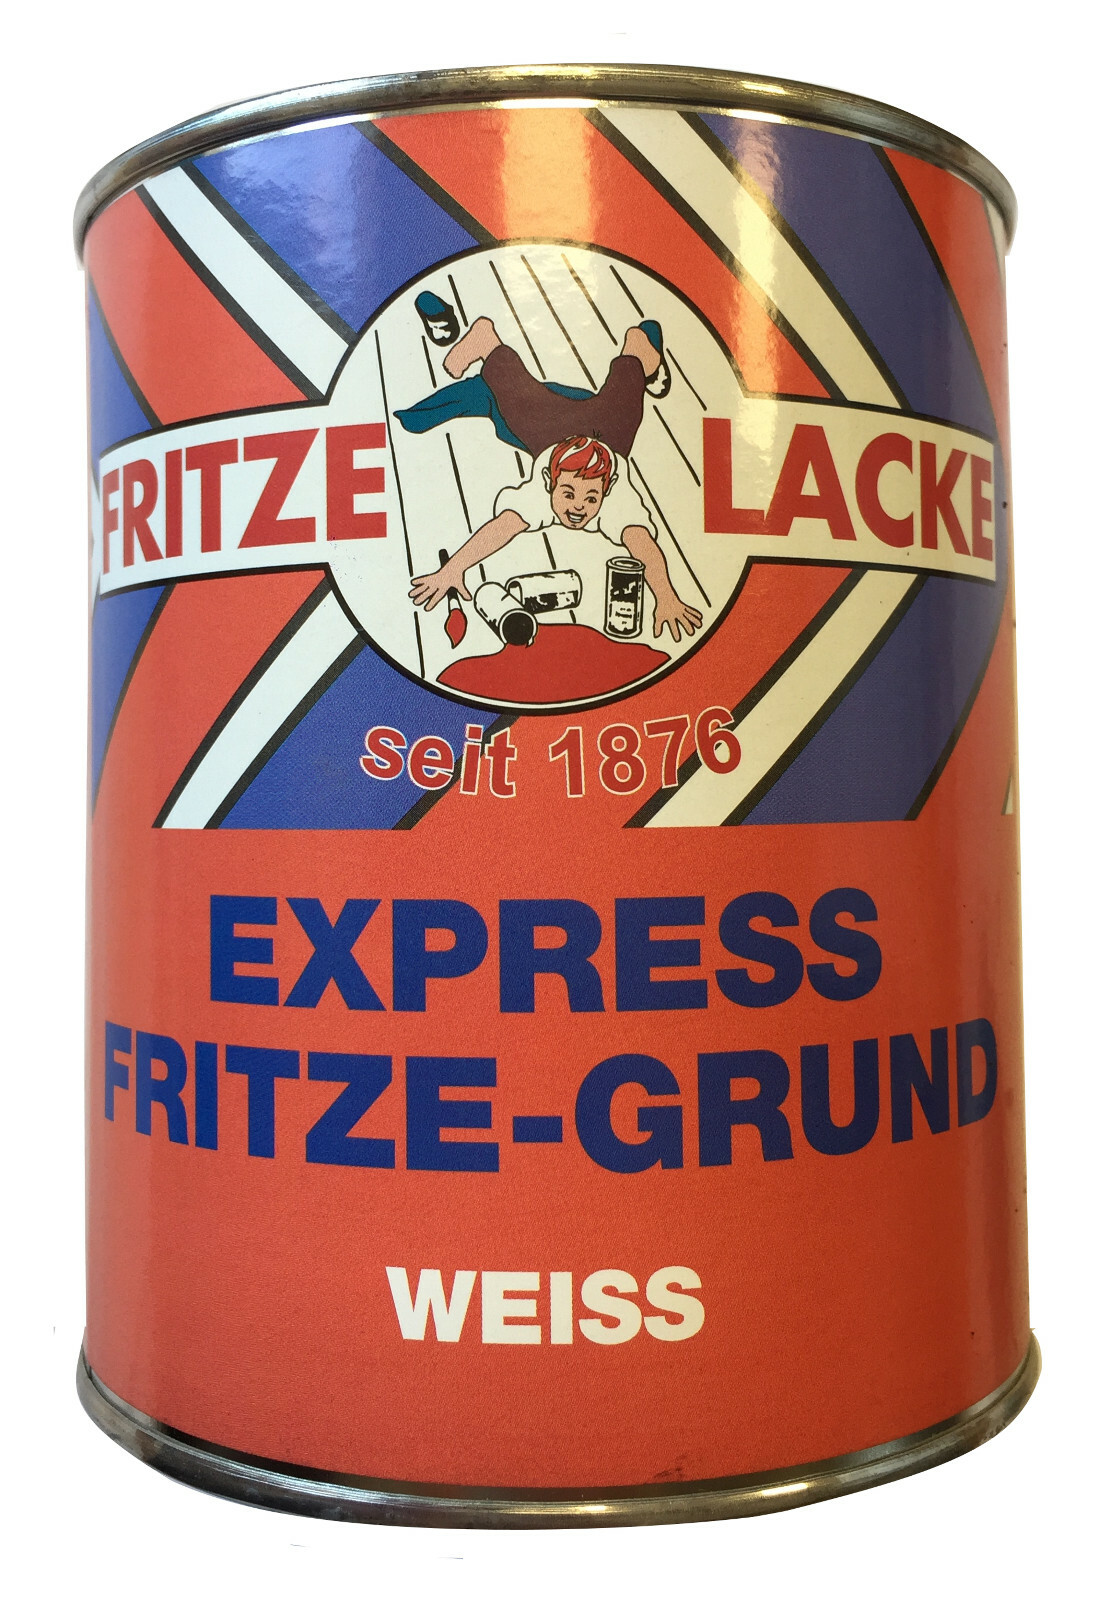 FRITZE LACKE
seit 1876
EXPRESS
FRITZE-GRUND
WEISS